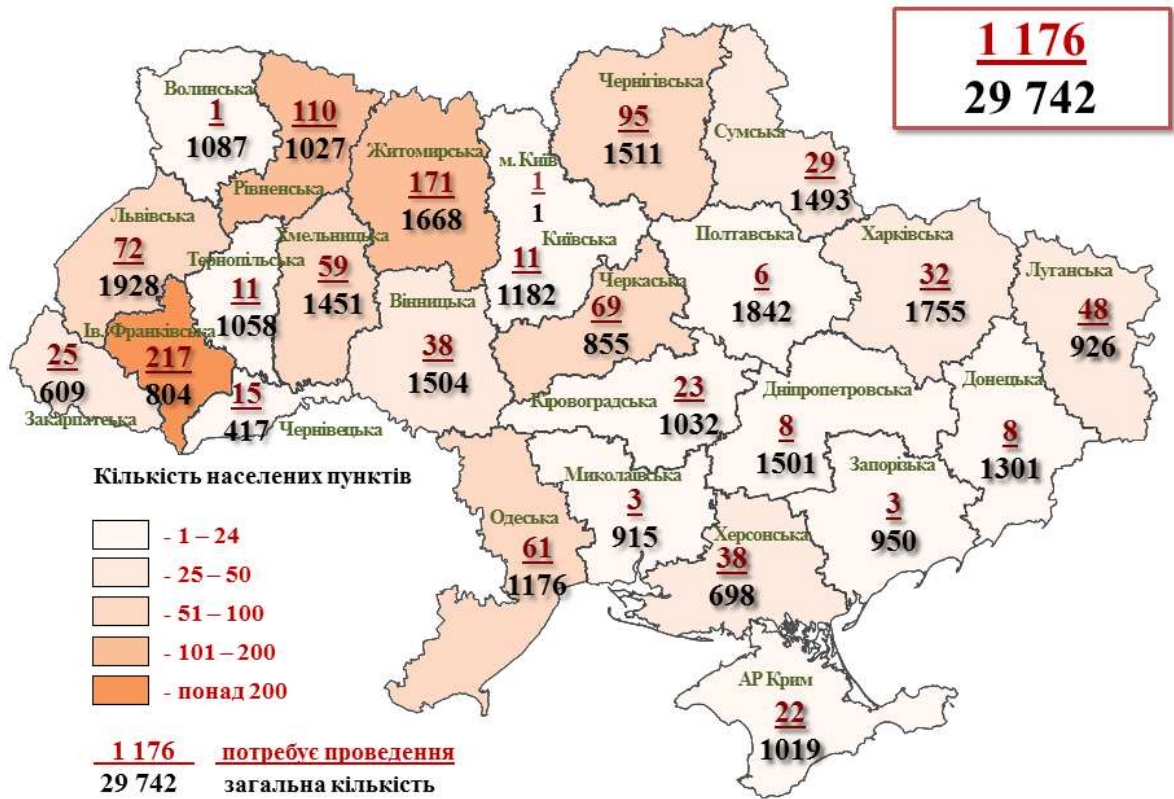 1 176
29 742
Волинська
1
1087
110
1027
Рівненська
Житомирська
171
1668
м. Київ
1
1
Київська
11
1182
Чернігівська
95
1511
Сумська
29
1493
Львівська
72
1928
Тернопільська
11
1058
Хмельницька
59
1451
Вінницька
38
1504
Черкаська
69
855
Полтавська
6
1842
Харківська
32
1755
Луганська
48
926
Ів. Франківська
217
804
25
609
Закарпатська
15
417
Чернівецька
Кіровоградська
23
1032
Дніпропетровська
8
1501
Донецька
8
1301
Запорізька
3
950
Миколаївська
3
915
Одеська
61
1176
Херсонська
38
698
АР Крим
22
1019
Кількість населених пунктів
- 1 – 24
- 25 – 50
- 51 – 100
- 101 – 200
- понад 200
1 176 потребує проведення
29 742 загальна кількість